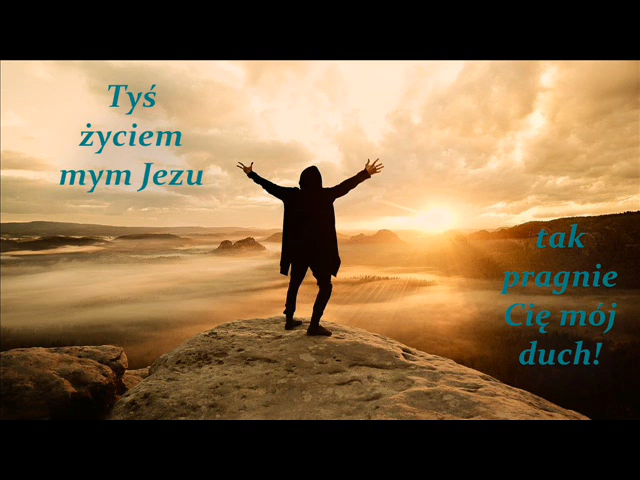 Tyś
życiem
mym Jezu
tak
pragnie
Cię mój
duch!